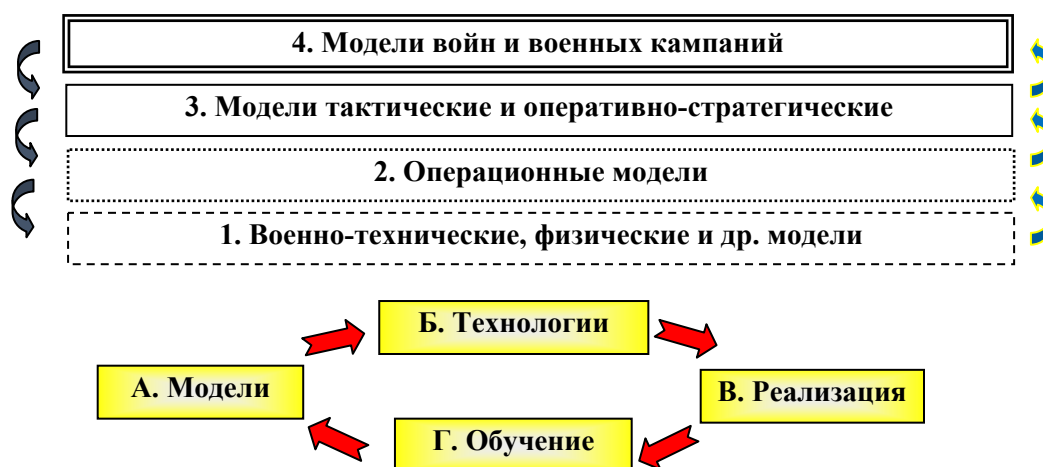 4. Модели войн и военных кампаний
3. Модели тактические и оперативно-стратегические
2. Операционные модели
1. Военно-технические, физические и др. модели
Б. Технологии
А. Модели
В. Реализация
Г. Обучение